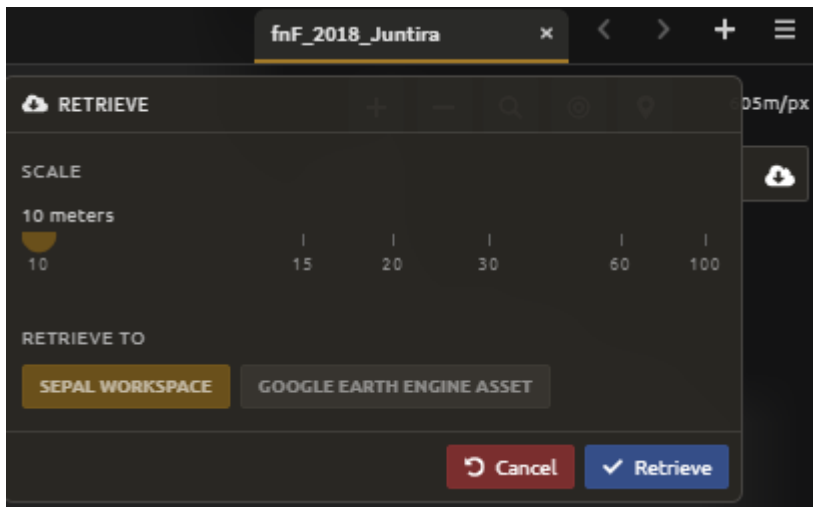 fnF_2018_Juntira
RETRIEVE
05m/px
SCALE
10 meters
10 15 20 30 60 100
RETRIEVE TO
SEPAL WORKSPACE GOOGLE EARTH ENGINE ASSET
Cancel Retrieve